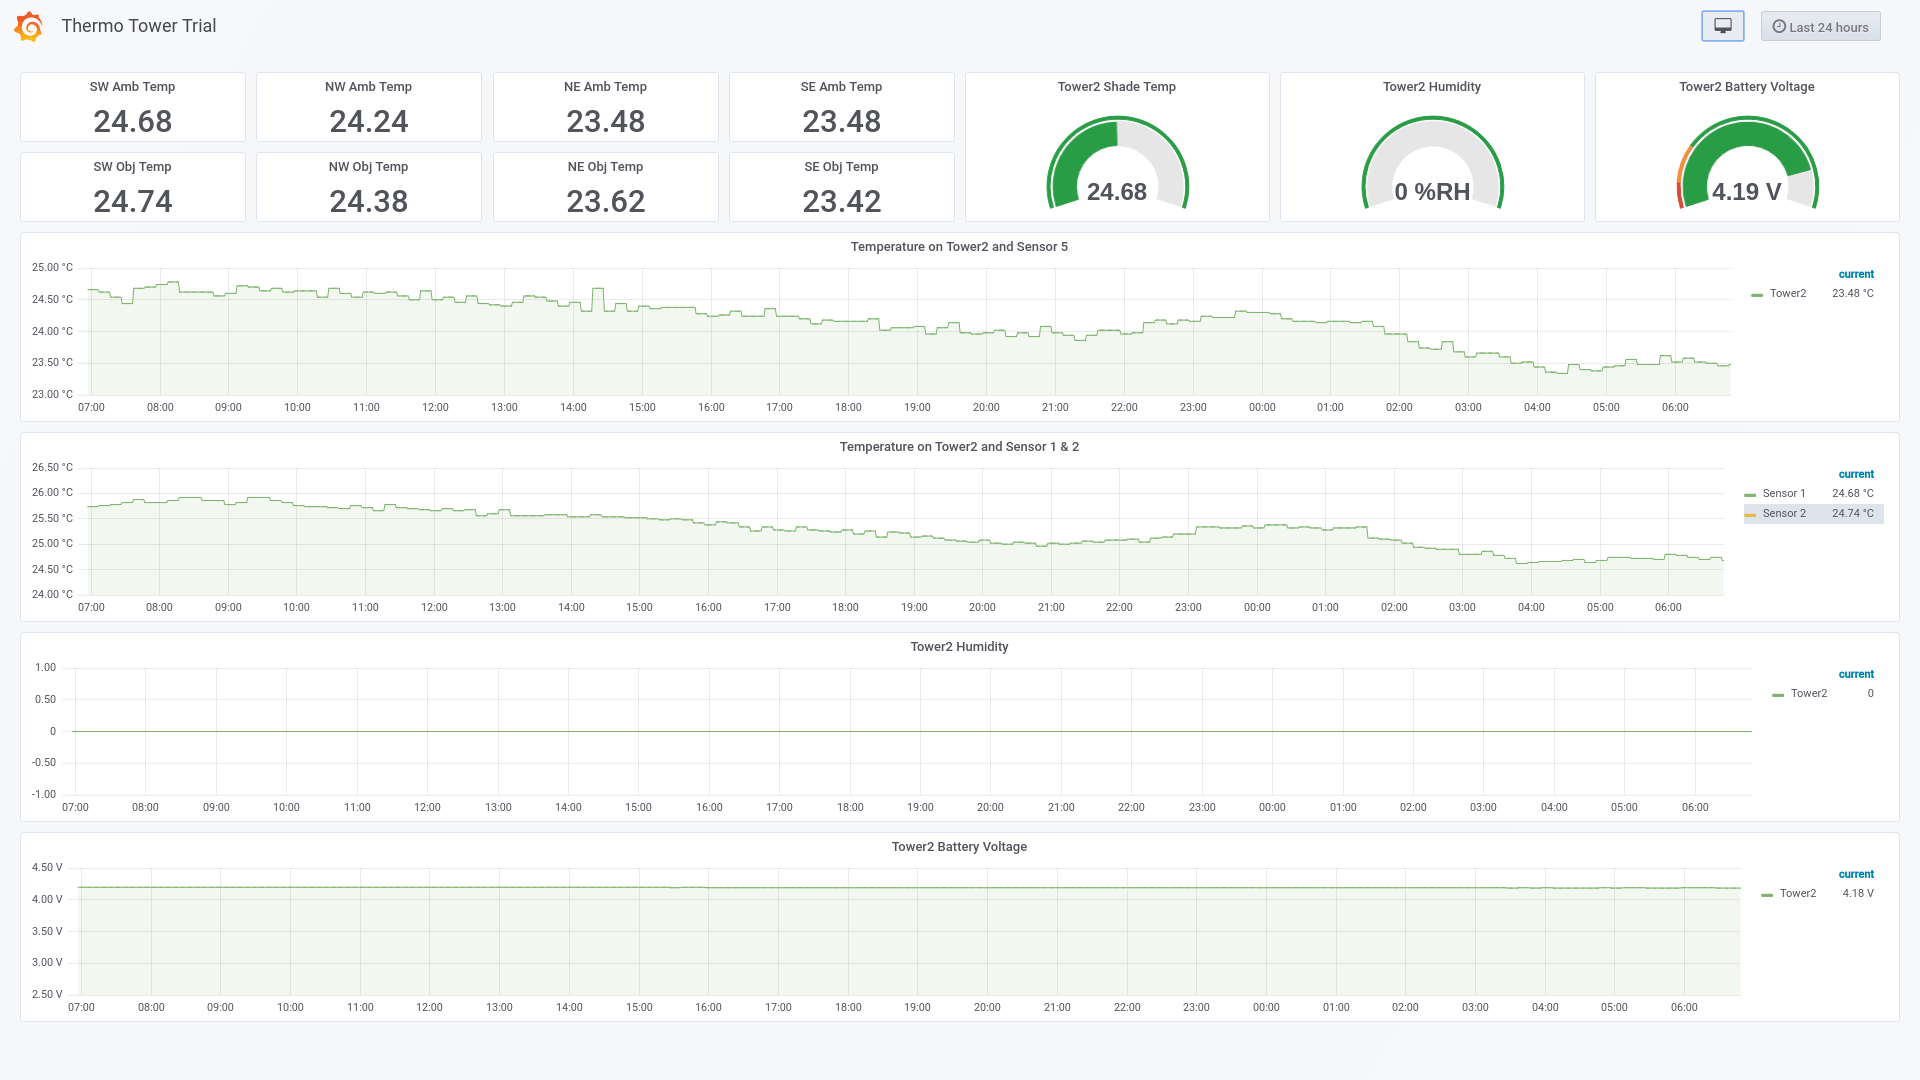 Thermo Tower Trial
Last 24 hours
SW Amb Temp
24.68
NW Amb Temp
24.24
NE Amb Temp
23.48
SE Amb Temp
23.48
SW Obj Temp
24.74
NW Obj Temp
24.38
NE Obj Temp
23.62
SE Obj Temp
23.42
Tower2 Shade Temp
24.68
Tower2 Humidity
0 %RH
Tower2 Battery Voltage
4.19 V
Temperature on Tower2 and Sensor 5
25.00 °C
24.50 °C
24.00 °C
23.50 °C
23.00 °C
07:00 08:00 09:00 10:00 11:00 12:00 13:00 14:00 15:00 16:00 17:00 18:00 19:00 20:00 21:00 22:00 23:00 00:00 01:00 02:00 03:00 04:00 05:00 06:00
current
Tower2 23.48 °C
Temperature on Tower2 and Sensor 1 & 2
26.50 °C
26.00 °C
25.50 °C
25.00 °C
24.50 °C
24.00 °C
07:00 08:00 09:00 10:00 11:00 12:00 13:00 14:00 15:00 16:00 17:00 18:00 19:00 20:00 21:00 22:00 23:00 00:00 01:00 02:00 03:00 04:00 05:00 06:00
current
Sensor 1 24.68 °C
Sensor 2 24.74 °C
Tower2 Humidity
1.00
0.50
0
-0.50
-1.00
07:00 08:00 09:00 10:00 11:00 12:00 13:00 14:00 15:00 16:00 17:00 18:00 19:00 20:00 21:00 22:00 23:00 00:00 01:00 02:00 03:00 04:00 05:00 06:00
current
Tower2 0
Tower2 Battery Voltage
4.50 V
4.00 V
3.50 V
3.00 V
2.50 V
07:00 08:00 09:00 10:00 11:00 12:00 13:00 14:00 15:00 16:00 17:00 18:00 19:00 20:00 21:00 22:00 23:00 00:00 01:00 02:00 03:00 04:00 05:00 06:00
current
Tower2 4.18 V